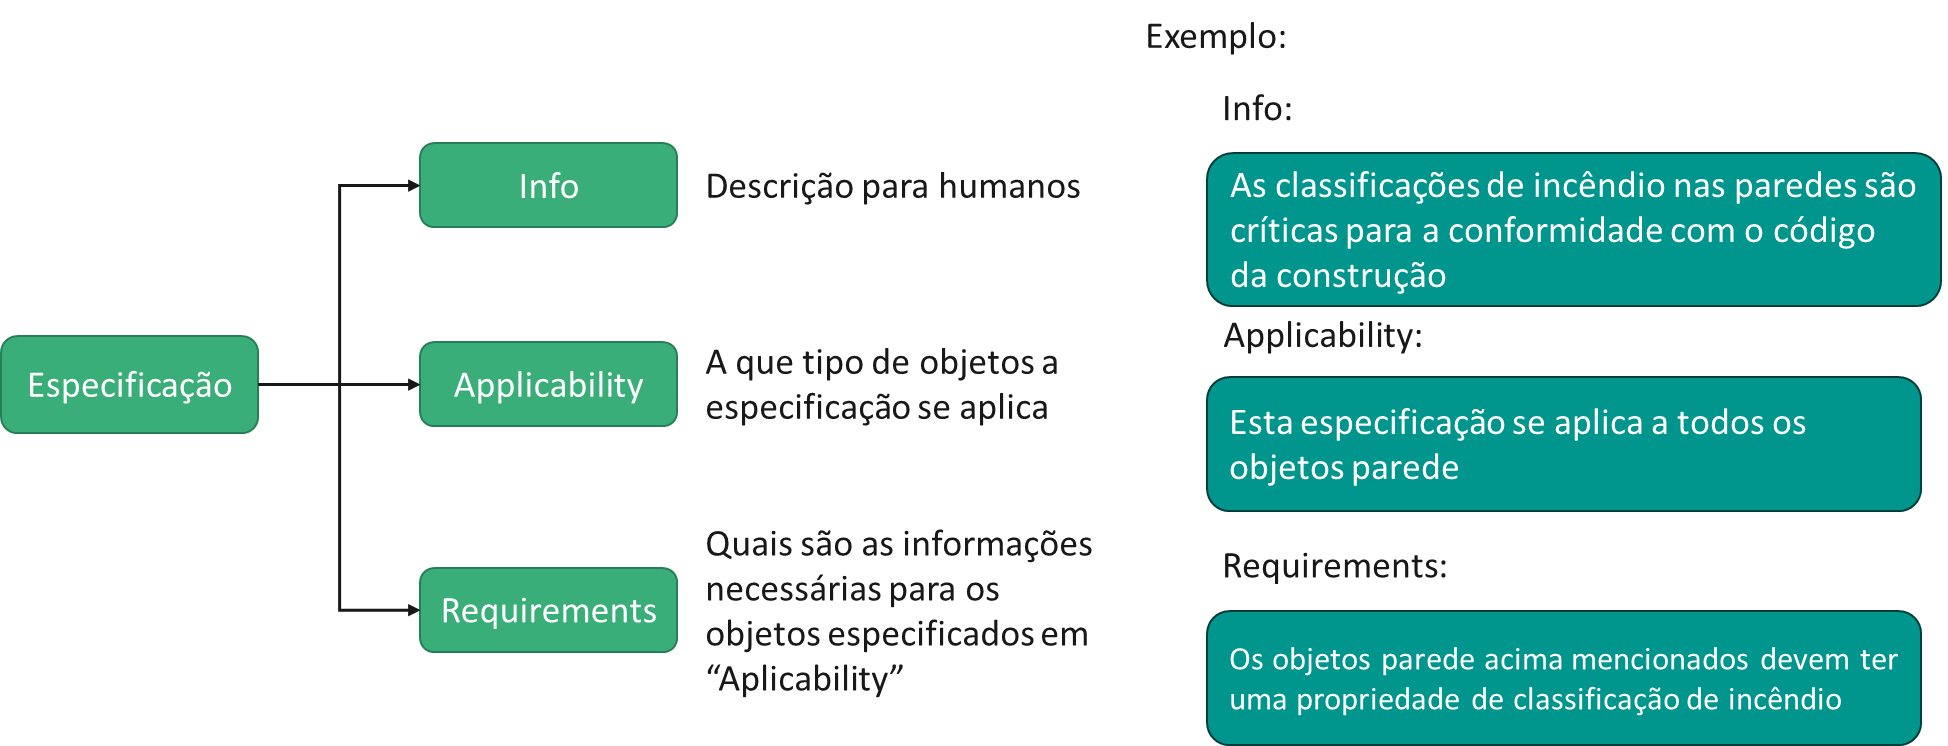 Especificação
Info
Descrição para humanos
Applicability
A que tipo de objetos a
especificação se aplica
Requirements
Quais são as informações
necessárias para os
objetos especificados em
“Aplicability”
Exemplo:
Info:
As classificações de incêndio nas paredes são
críticas para a conformidade com o código
da construção
Applicability:
Esta especificação se aplica a todos os
objetos parede
Requirements:
Os objetos parede acima mencionados devem ter
uma propriedade de classificação de incêndio